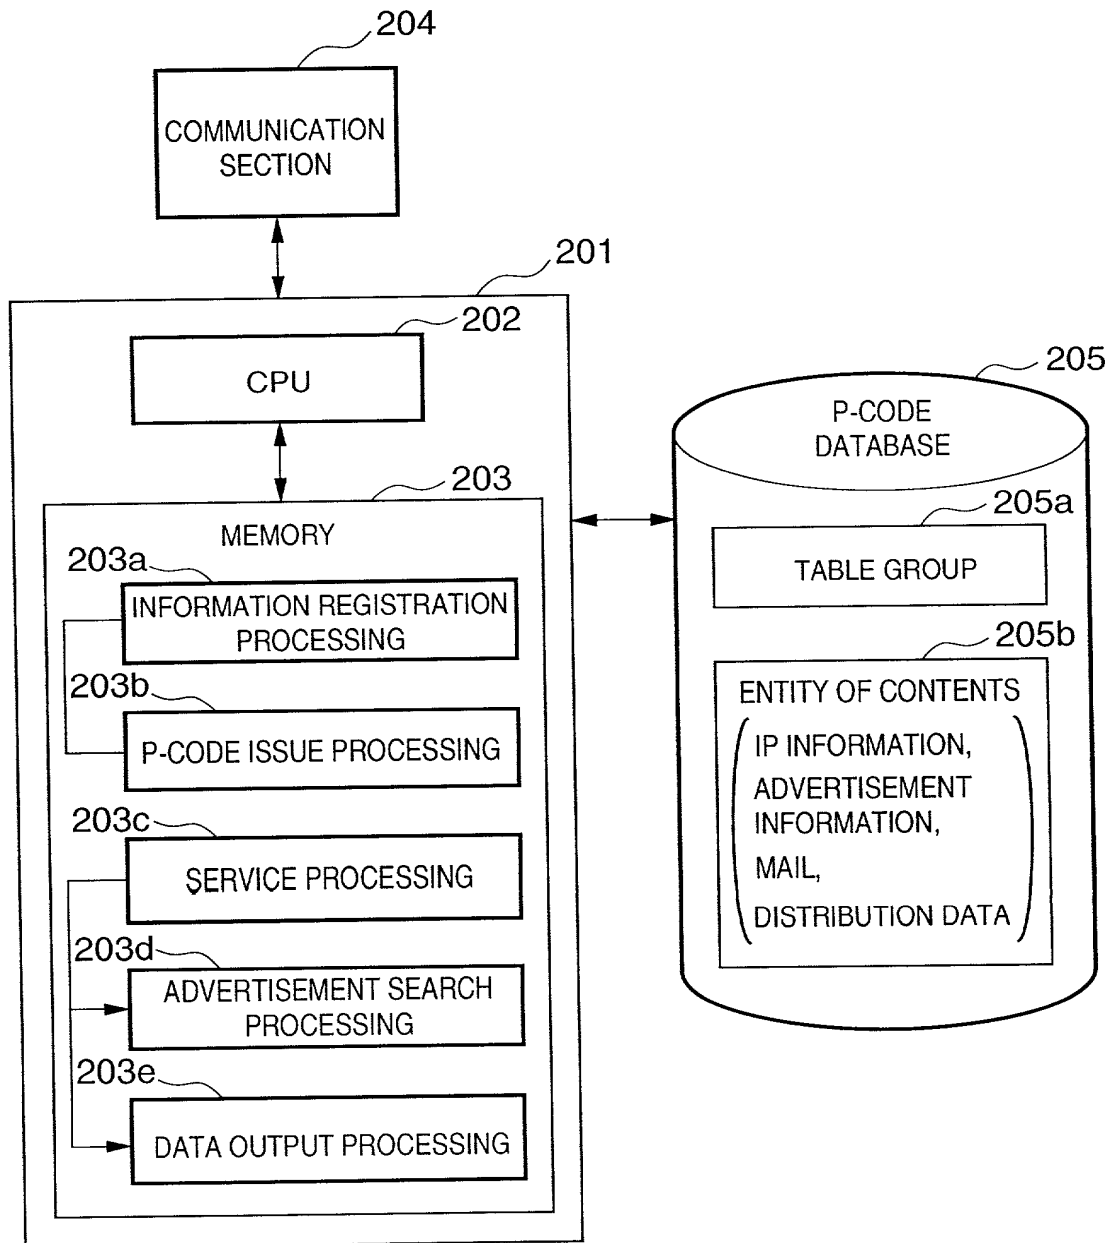 204
COMMUNICATION
SECTION
201
202
CPU
203
MEMORY
203a
INFORMATION REGISTRATION
PROCESSING
203b
P-CODE ISSUE PROCESSING
203c
SERVICE PROCESSING
203d
ADVERTISEMENT SEARCH
PROCESSING
203e
DATA OUTPUT PROCESSING
205
P-CODE
DATABASE
205a
TABLE GROUP
205b
ENTITY OF CONTENTS
IP INFORMATION,
ADVERTISEMENT
INFORMATION,
MAIL,
DISTRIBUTION DATA